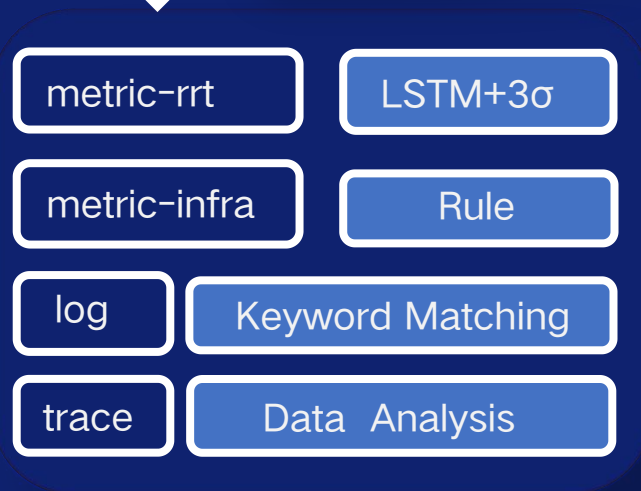 metric-rrt
LSTM+3σ
metric-infra
Rule
log
Keyword Matching
trace
Data Analysis